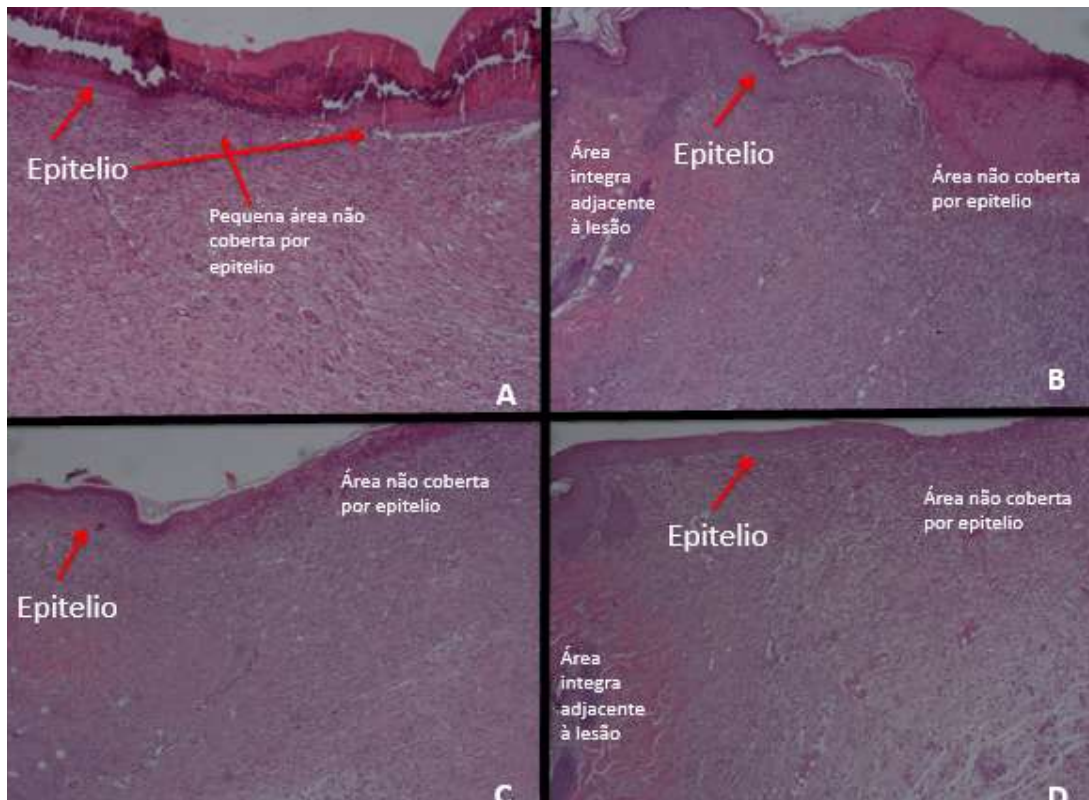 Epitelio
Pequena área não
coberta por
epitelio
A
Área
integra
adjacente
à lesão
Epitelio
Área não coberta
por epitelio
B
Área não coberta
por epitelio
Epitelio
C
Epitelio
Área não coberta
por epitelio
Área
integra
adjacente
à lesão
D